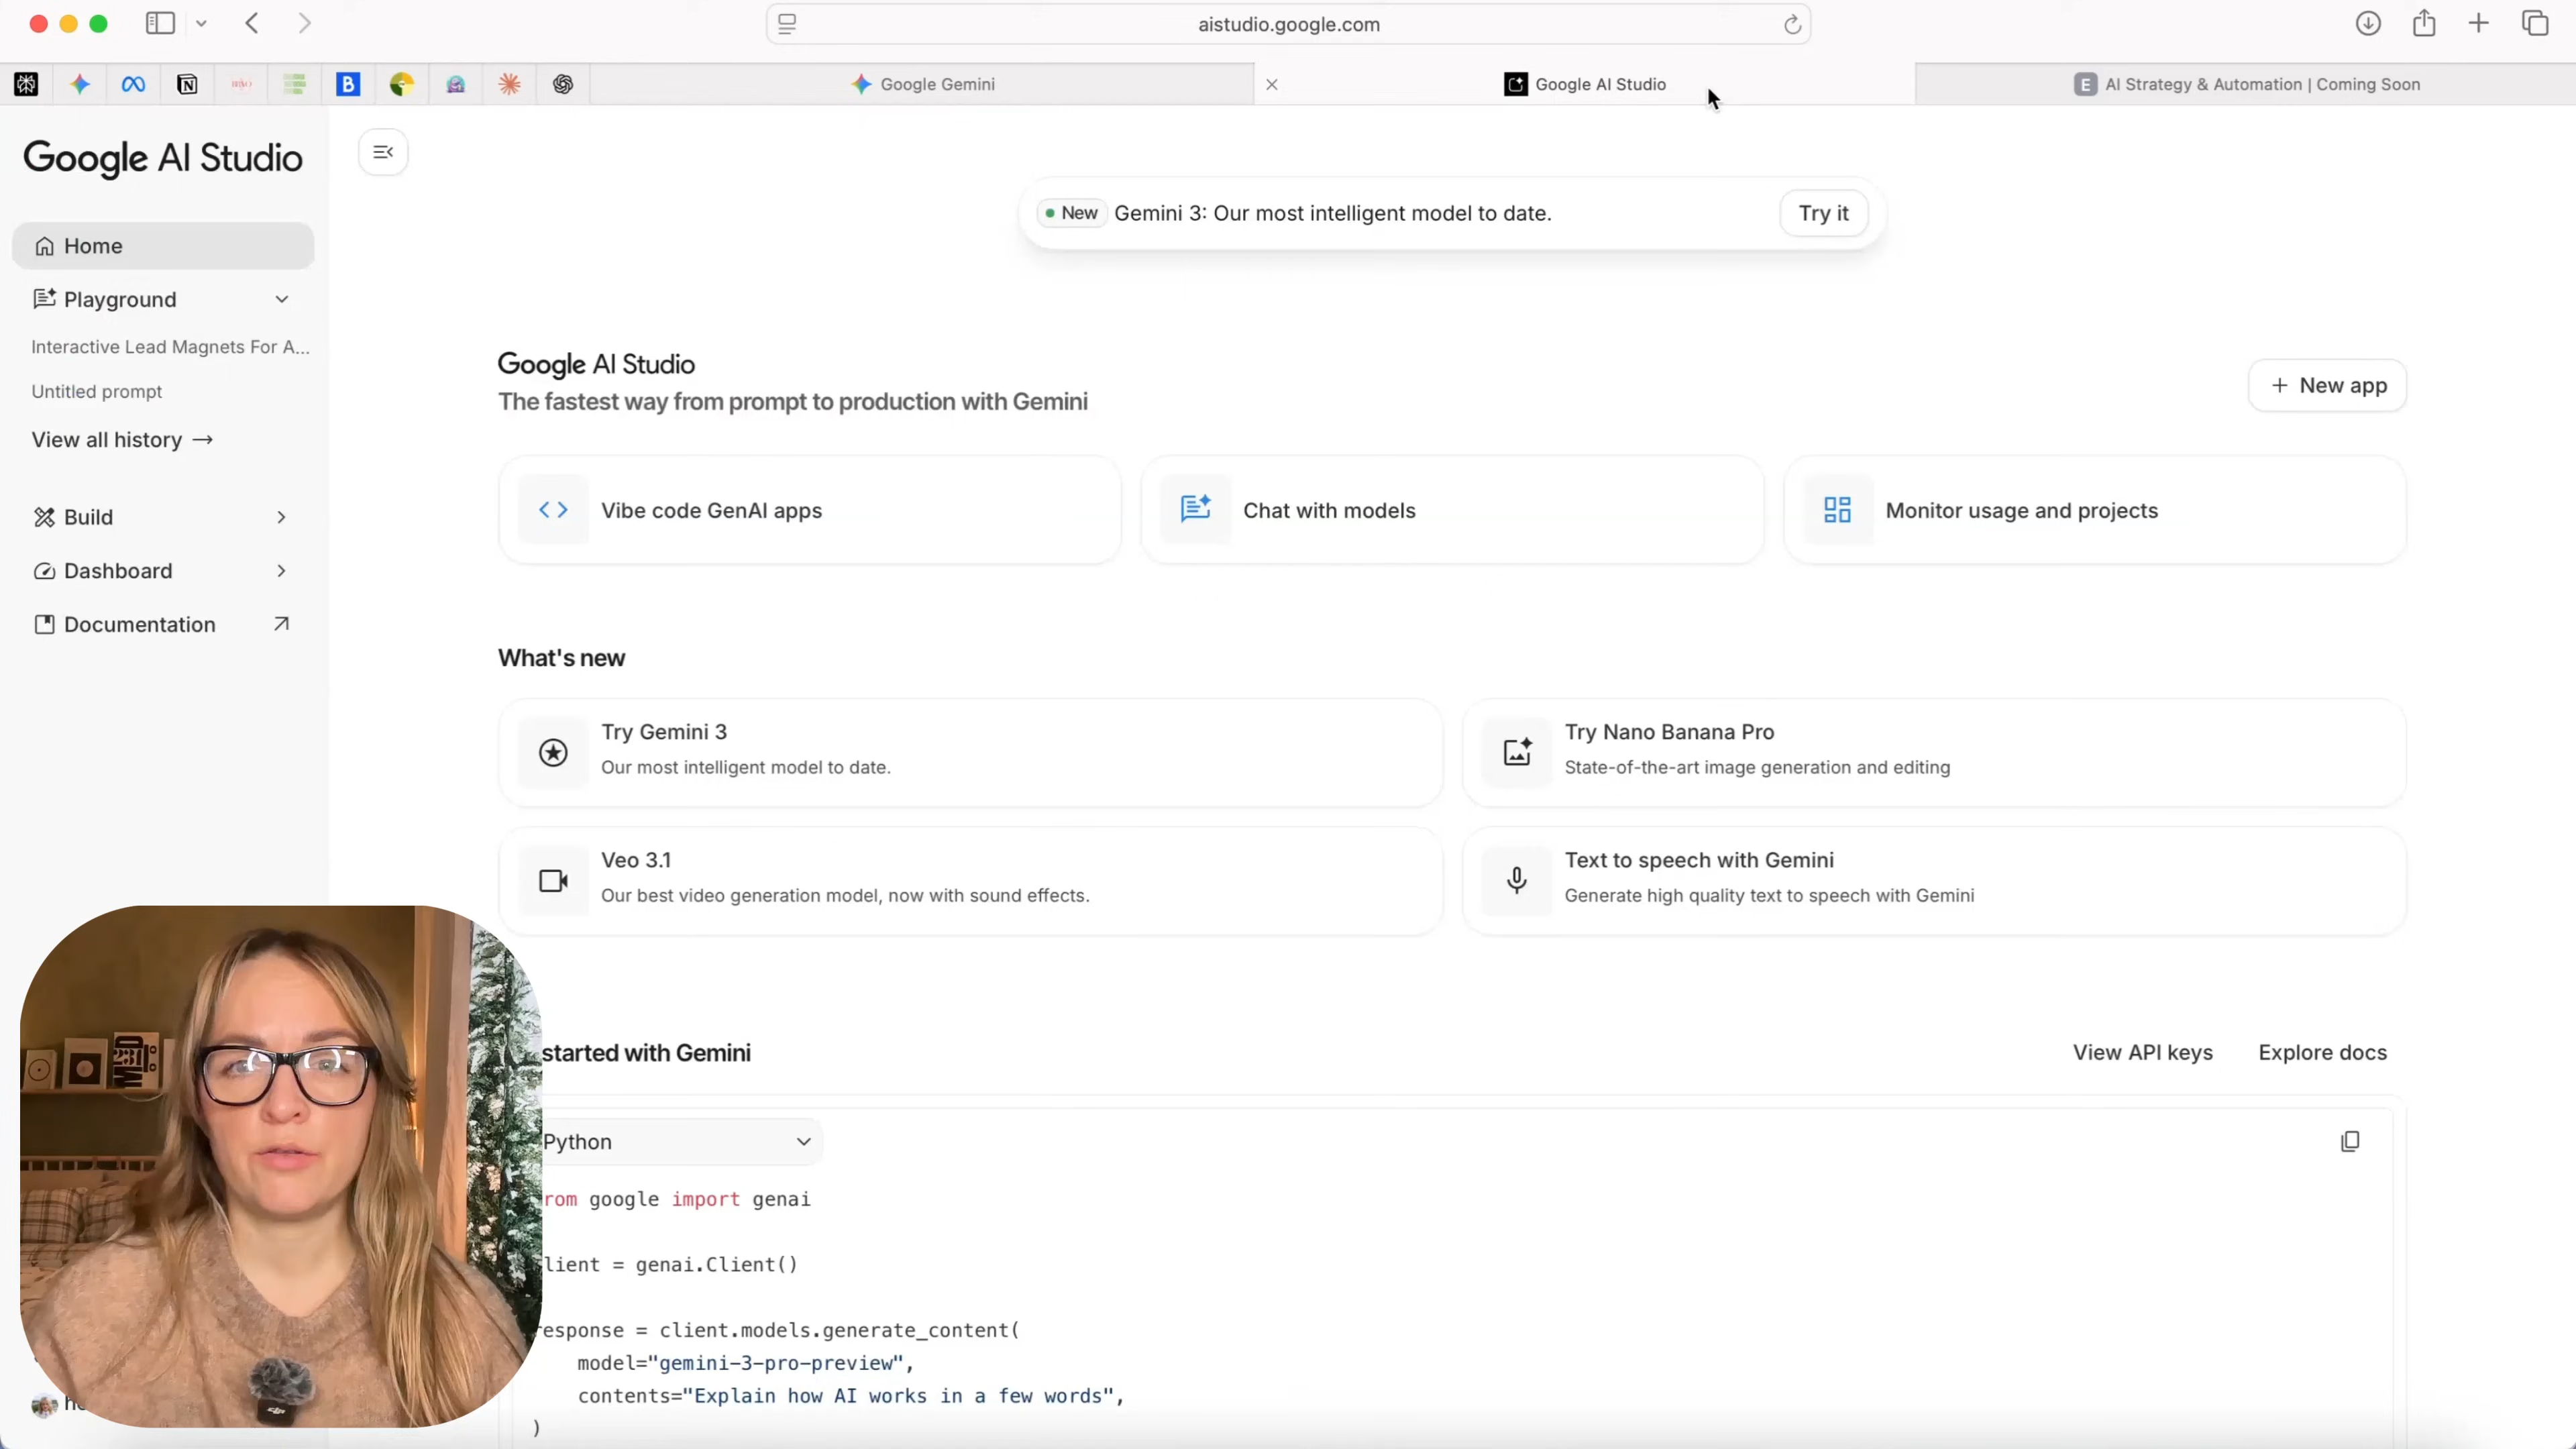 aistudio.google.com
Google Gemini
Google AI Studio
E AI Strategy & Automation | Coming Soon
Google AI Studio
Home
Playground
Interactive Lead Magnets For A...
Untitled prompt
View all history →
Build
Dashboard
Documentation
New Gemini 3: Our most intelligent model to date. Try it
Google AI Studio
The fastest way from prompt to production with Gemini
+ New app
Vibe code GenAI apps
Chat with models
Monitor usage and projects
What's new
Try Gemini 3
Our most intelligent model to date.
Try Nano Banana Pro
State-of-the-art image generation and editing
Veo 3.1
Our best video generation model, now with sound effects.
Text to speech with Gemini
Generate high quality text to speech with Gemini
started with Gemini
View API keys
Explore docs
Python
rom google import genai
lient = genai.Client()
esponse = client.models.generate_content(
model="gemini-3-pro-preview",
contents="Explain how AI works in a few words",
)